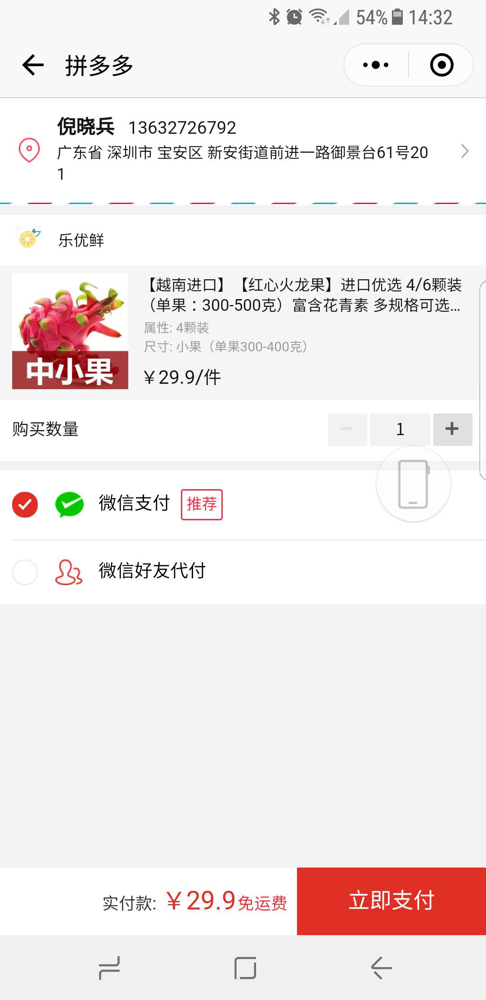 54% 14:32
拼多多
倪晓兵 13632726792
广东省 深圳市 宝安区 新安街道前进一路御景台61号20
1
乐优鲜
【越南进口】【红心火龙果】进口优选 4/6颗装
（单果：300-500克）富含花青素 多规格可选...
属性: 4颗装
尺寸: 小果（单果300-400克）
中小果
￥29.9/件
购买数量
1
微信支付 推荐
微信好友代付
实付款: ￥29.9免运费
立即支付